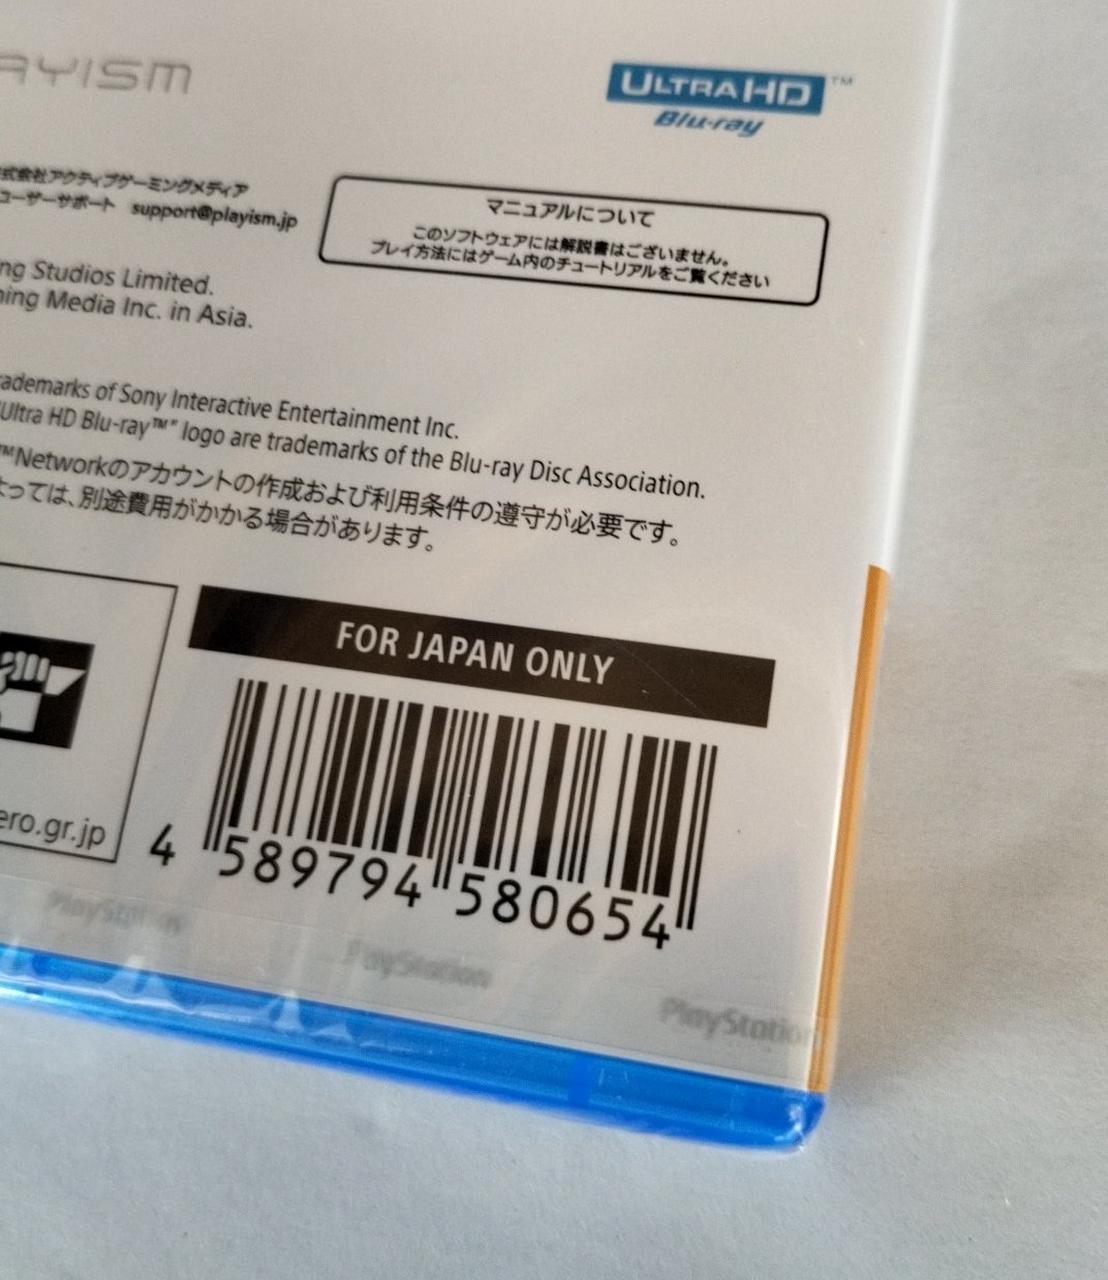 AYISM
ULTRA HD™
Blu-ray
式会社アクティブゲーミングメディア
ユーザーサポート support@playism.jp
マニュアルについて
このソフトウェアには解説書はございません。
プレイ方法にはゲーム内のチュートリアルをご覧ください
ng Studios Limited.
ing Media Inc. in Asia.
rademarks of Sony Interactive Entertainment Inc.
"Ultra HD Blu-ray™" logo are trademarks of the Blu-ray Disc Association.
™Networkのアカウントの作成および利用条件の遵守が必要です。
よっては、別途費用がかかる場合があります。
FOR JAPAN ONLY
ero.gr.jp
4 589794 580654
PlayStation
PlayStation
PlayStation